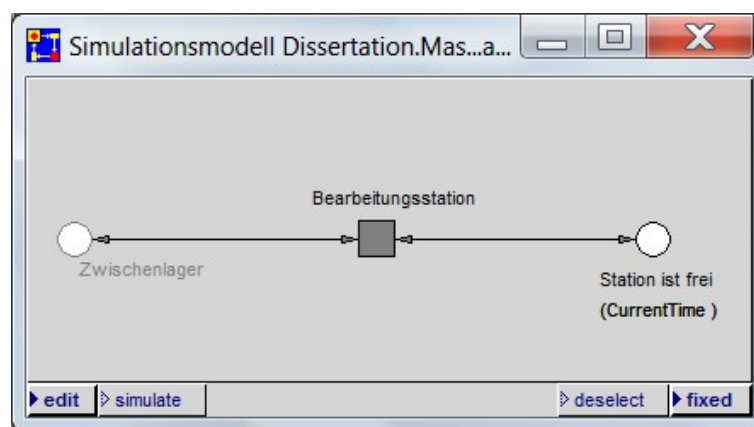 Simulationsmodell Dissertation.Mas...a...
Bearbeitungsstation
Zwischenlager
Station ist frei
(CurrentTime )
edit simulate deselect fixed